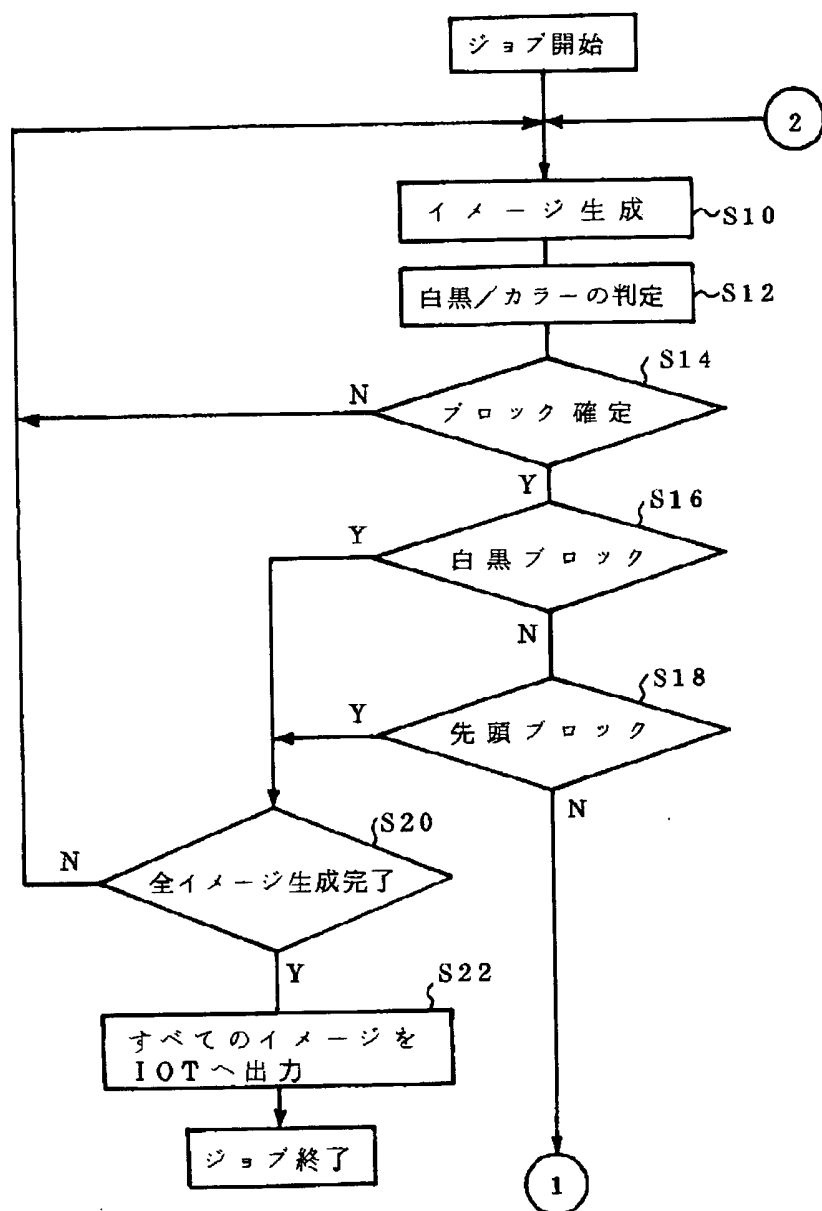 ジョブ開始
2
イメージ生成
S10
白黒/カラーの判定
S12
S14
N
ブロック確定
Y
S16
Y
白黒ブロック
N
S18
Y
先頭ブロック
N
S20
N
全イメージ生成完了
Y
S22
すべてのイメージを
IOTへ出力
ジョブ終了
1